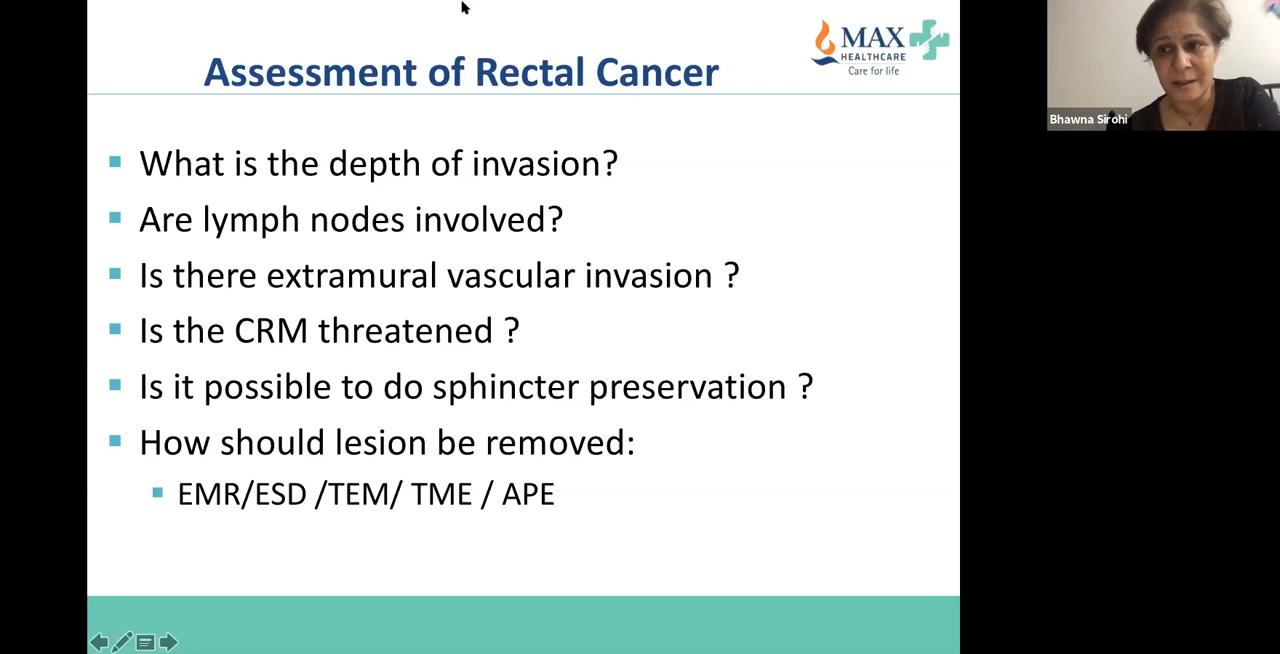 MAX
HEALTHCARE
Care for life
Assessment of Rectal Cancer
What is the depth of invasion?
Are lymph nodes involved?
Is there extramural vascular invasion ?
Is the CRM threatened ?
Is it possible to do sphincter preservation ?
How should lesion be removed:
EMR/ESD /TEM/ TME / APE
Bhawna Sirohi